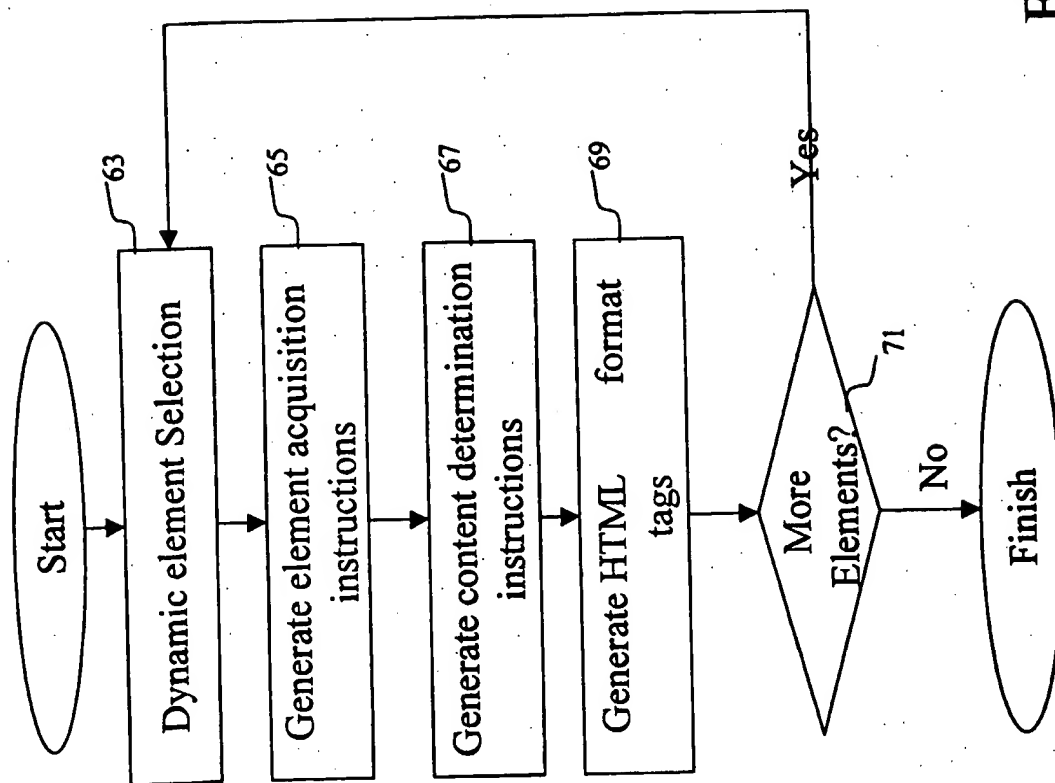 Start
63
Dynamic element Selection
65
Generate element acquisition
instructions
67
Generate content determination
instructions
69
Generate HTML format
tags
More
Elements?
71
Yes
No
Finish